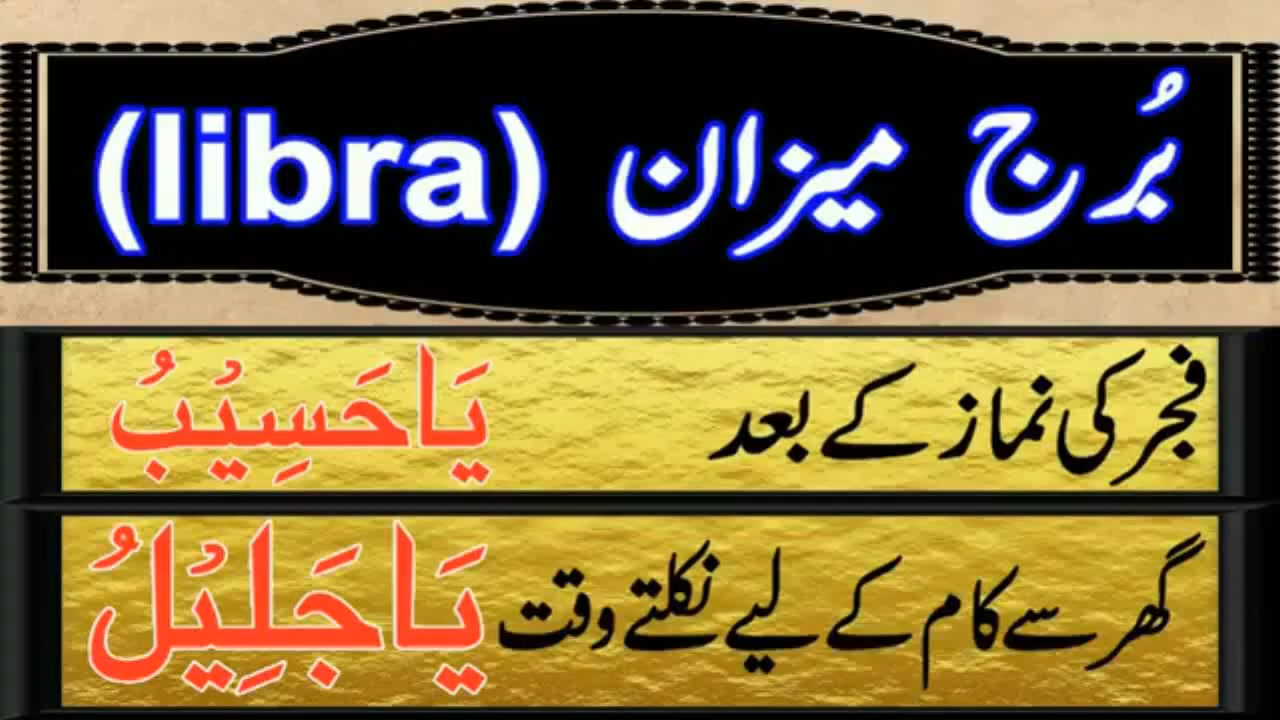 بُرج میزان (libra)
فجر کی نماز کے بعد يَاحَسِيْبُ
گھر سے کام کے لیے نکلتے وقت يَاجَلِيْلُ